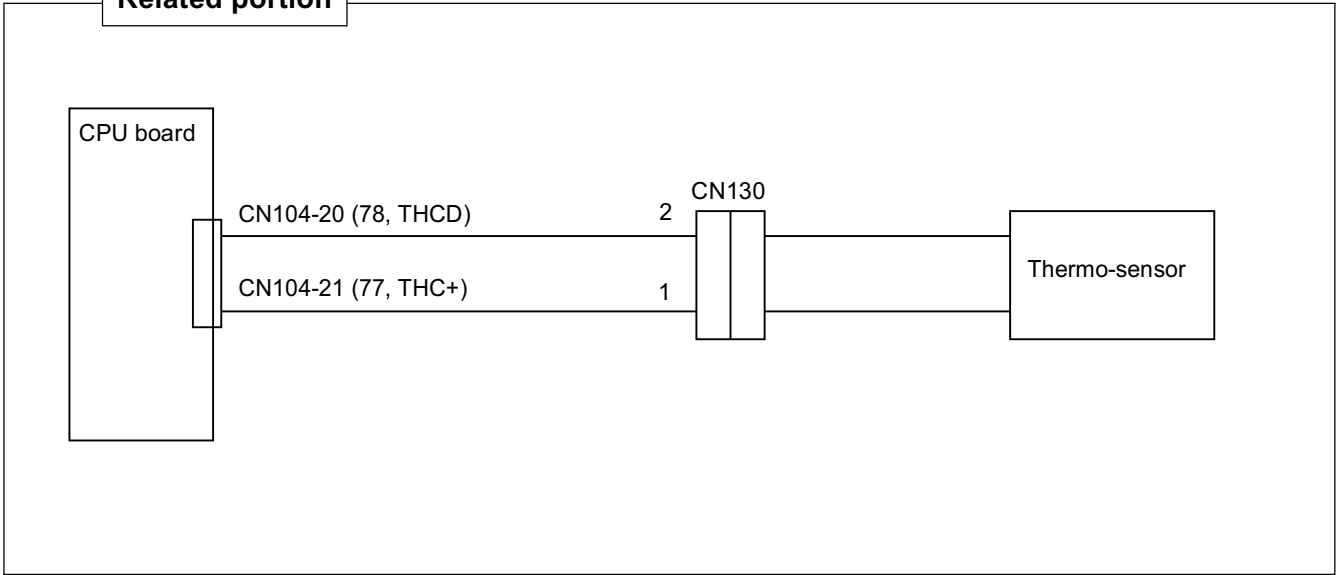 Related portion
CPU board
CN130
CN104-20 (78, THCD)
2
Thermo-sensor
CN104-21 (77, THC+)
1